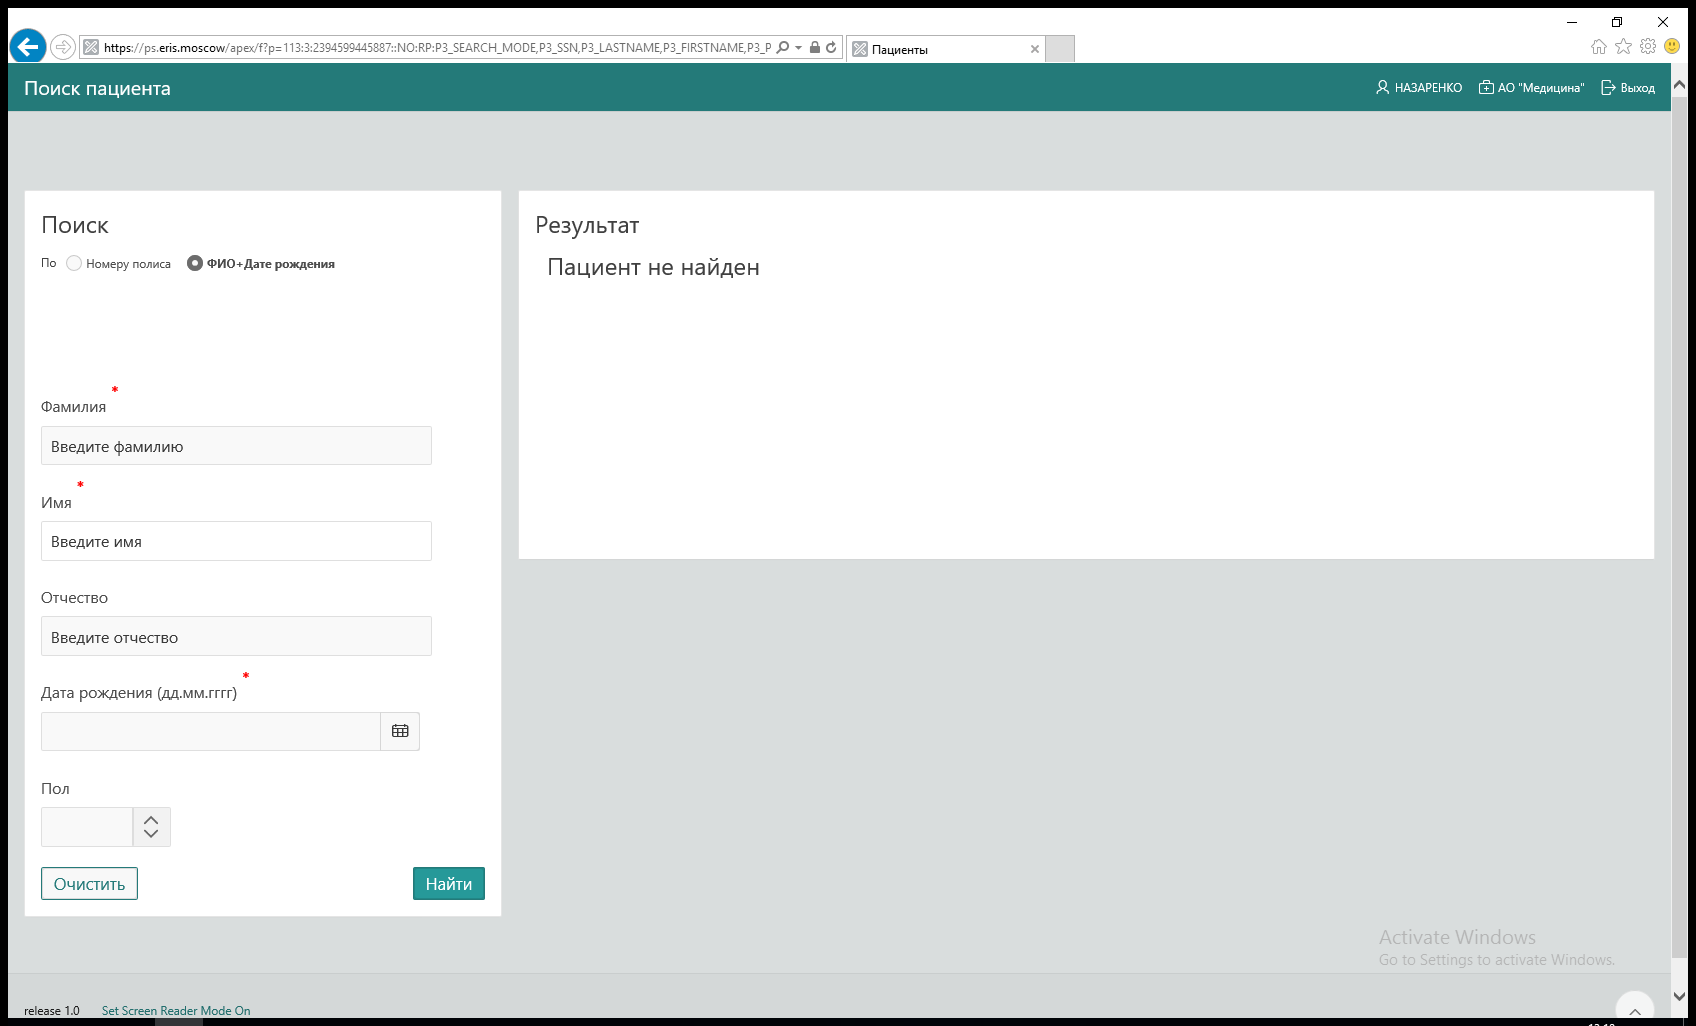 https://ps.eris.moscow/apex/f?p=113:3:2394599445887::NO:RP:P3_SEARCH_MODE,P3_SSN,P3_LASTNAME,P3_FIRSTNAME,P3_P
Пациенты
Поиск пациента
НАЗАРЕНКО
АО "Медицина"
Выход
Поиск
По Номеру полиса ФИО+Дате рождения
Фамилия *
Введите фамилию
Имя *
Введите имя
Отчество
Введите отчество
Дата рождения (дд.мм.гггг) *
Пол
Очистить
Найти
Результат
Пациент не найден
Activate Windows
Go to Settings to activate Windows.
release 1.0
Set Screen Reader Mode On